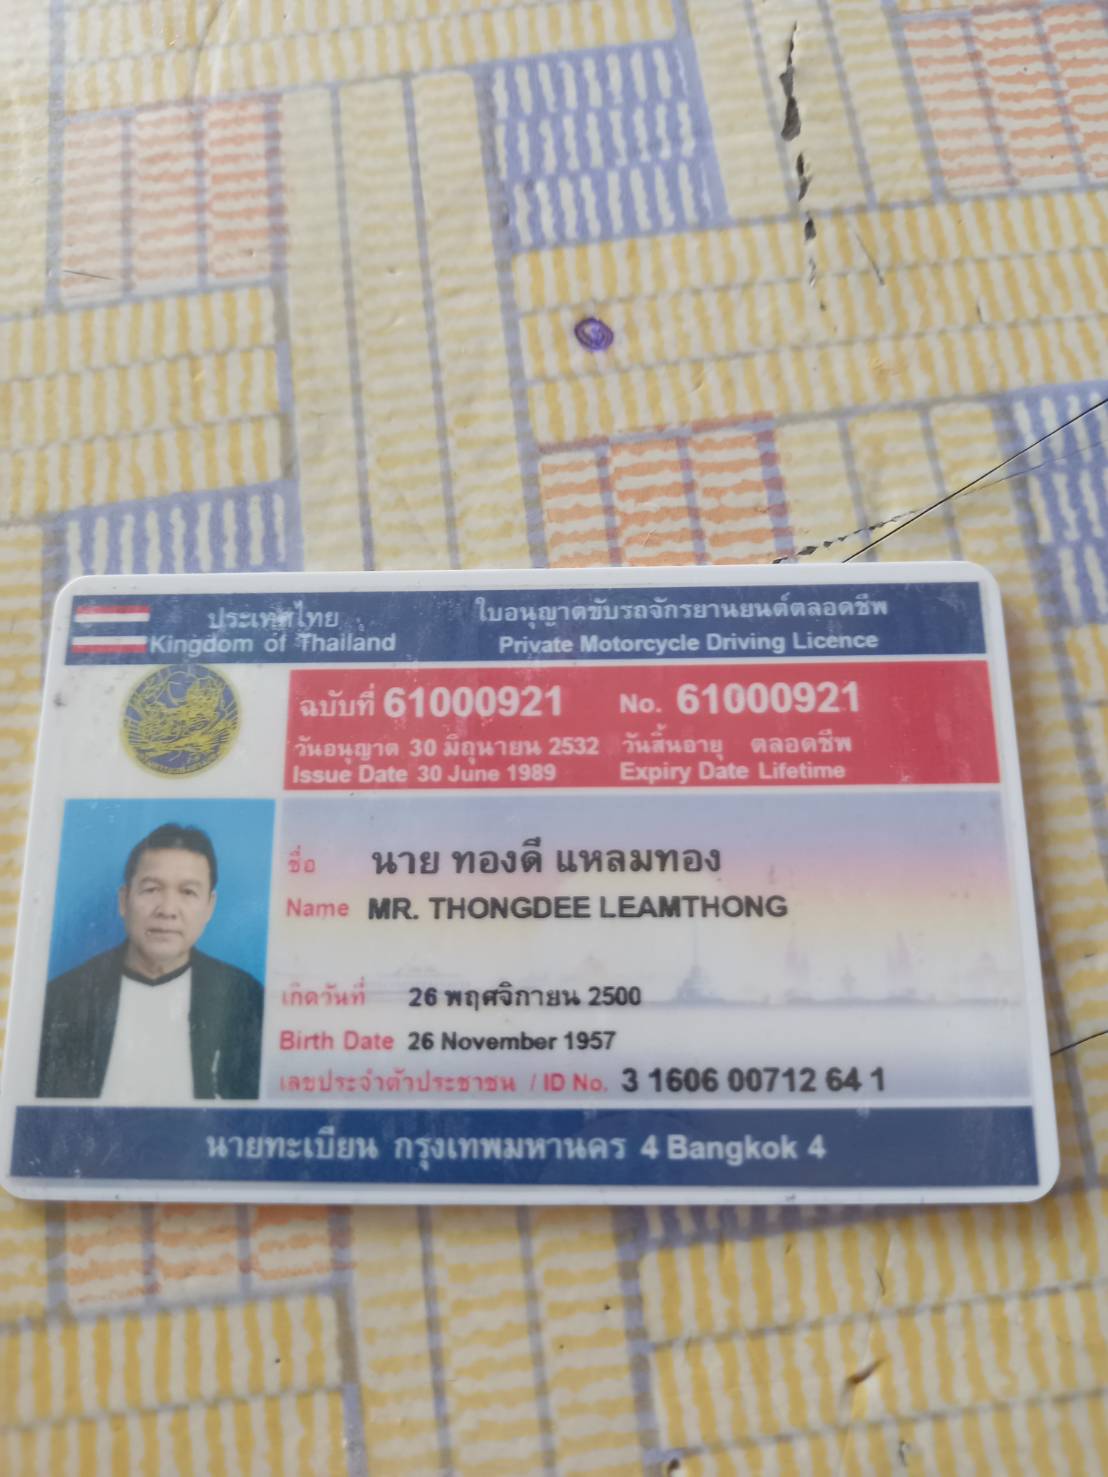 ประเทศไทย
Kingdom of Thailand
ใบอนุญาตขับรถจักรยานยนต์ตลอดชีพ
Private Motorcycle Driving Licence
ฉบับที่ 61000921 No. 61000921
วันอนุญาต 30 มิถุนายน 2532 วันสิ้นอายุ ตลอดชีพ
Issue Date 30 June 1989 Expiry Date Lifetime
ชื่อ นาย ทองดี แหลมทอง
Name MR. THONGDEE LEAMTHONG
เกิดวันที่ 26 พฤศจิกายน 2500
Birth Date 26 November 1957
เลขประจำตัวประชาชน / ID No. 3 1606 00712 64 1
นายทะเบียน กรุงเทพมหานคร 4 Bangkok 4